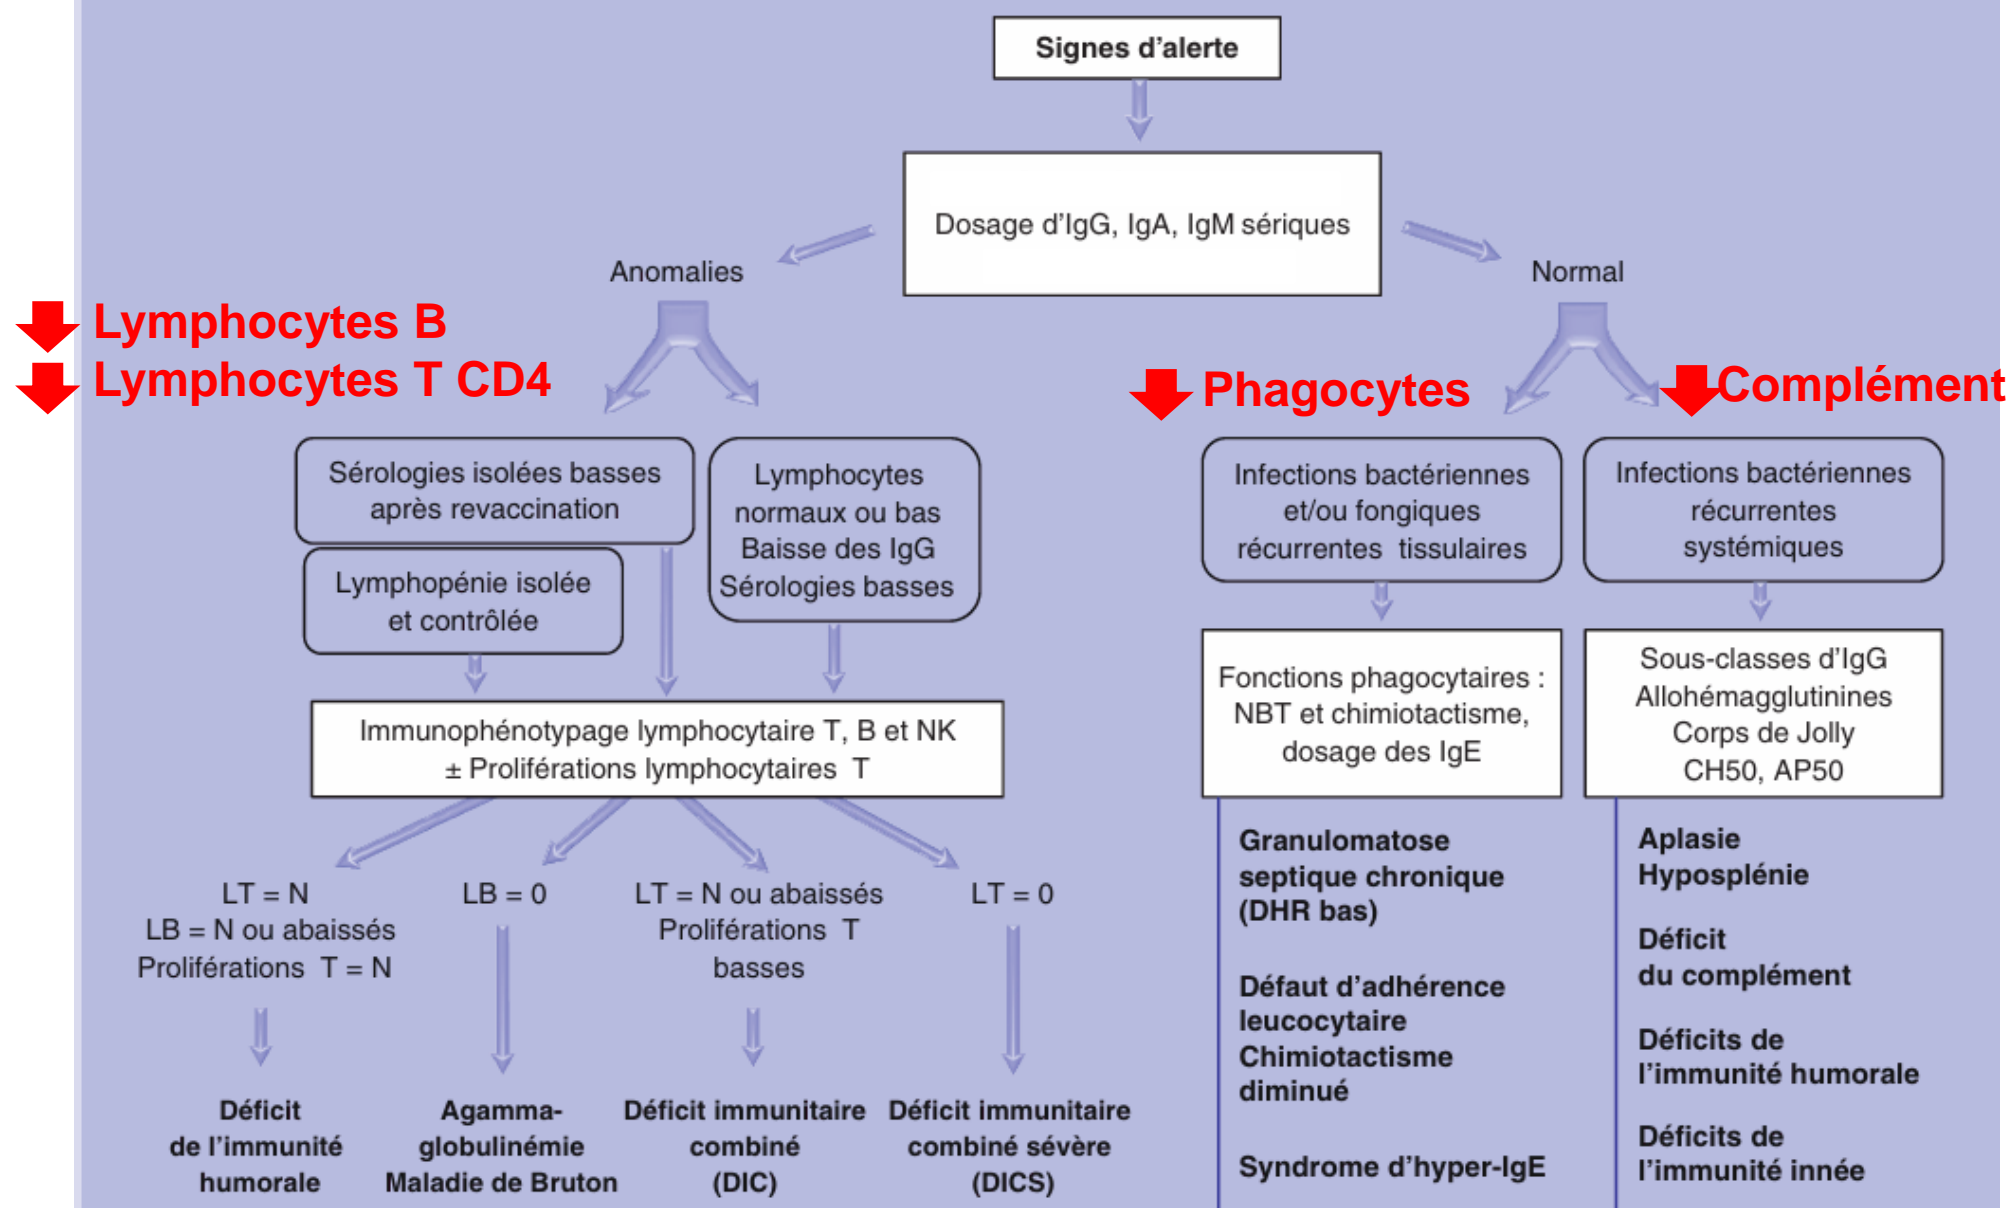 Signes d'alerte
Dosage d'IgG, IgA, IgM sériques
Anomalies
Normal
Lymphocytes B
Lymphocytes T CD4
Phagocytes
Complément
Sérologies isolées basses
après revaccination
Lymphopénie isolée
et contrôlée
Lymphocytes
normaux ou bas
Baisse des IgG
Sérologies basses
Infections bactériennes
et/ou fongiques
récurrentes tissulaires
Infections bactériennes
récurrentes
systémiques
Immunophénotypage lymphocytaire T, B et NK
± Proliférations lymphocytaires T
Fonctions phagocytaires :
NBT et chimiotactisme,
dosage des IgE
Sous-classes d'IgG
Allohémagglutinines
Corps de Jolly
CH50, AP50
LT = N
LB = N ou abaissés
Proliférations T = N
LB = 0
LT = N ou abaissés
Proliférations T
basses
LT = 0
Déficit
de l'immunité
humorale
Agamma-
globulinémie
Maladie de Bruton
Déficit immunitaire
combiné
(DIC)
Déficit immunitaire
combiné sévère
(DICS)
Granulomatose
septique chronique
(DHR bas)
Défaut d'adhérence
leucocytaire
Chimiotactisme
diminué
Syndrome d'hyper-IgE
Aplasie
Hyposplénie
Déficit
du complément
Déficits de
l'immunité humorale
Déficits de
l'immunité innée